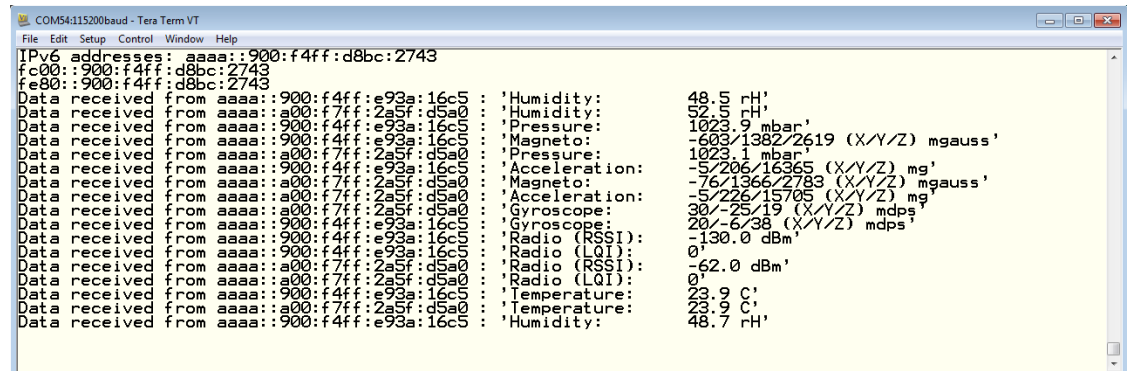 COM54:115200baud - Tera Term VT
File Edit Setup Control Window Help
IPv6 addresses: aaaa::900:f4ff:d8bc:2743
fc00::900:f4ff:d8bc:2743
fe80::900:f4ff:d8bc:2743
Data received from aaaa::900:f4ff:e93a:16c5 : 'Humidity: 48.5 rH'
Data received from aaaa::a00:f7ff:2a5f:d5a0 : 'Humidity: 52.5 rH'
Data received from aaaa::900:f4ff:e93a:16c5 : 'Pressure: 1023.9 mbar'
Data received from aaaa::900:f4ff:e93a:16c5 : 'Magneto: -603/1382/2619 (X/Y/Z) mgauss'
Data received from aaaa::a00:f7ff:2a5f:d5a0 : 'Pressure: 1023.1 mbar'
Data received from aaaa::900:f4ff:e93a:16c5 : 'Acceleration: -5/206/16365 (X/Y/Z) mg'
Data received from aaaa::a00:f7ff:2a5f:d5a0 : 'Magneto: -76/1366/2783 (X/Y/Z) mgauss'
Data received from aaaa::a00:f7ff:2a5f:d5a0 : 'Acceleration: -5/226/15705 (X/Y/Z) mg'
Data received from aaaa::a00:f7ff:2a5f:d5a0 : 'Gyroscope: 30/-25/19 (X/Y/Z) mdps'
Data received from aaaa::900:f4ff:e93a:16c5 : 'Gyroscope: 20/-6/38 (X/Y/Z) mdps'
Data received from aaaa::900:f4ff:e93a:16c5 : 'Radio (RSSI): -130.0 dBm'
Data received from aaaa::900:f4ff:e93a:16c5 : 'Radio (LQI): 0'
Data received from aaaa::a00:f7ff:2a5f:d5a0 : 'Radio (RSSI): -62.0 dBm'
Data received from aaaa::a00:f7ff:2a5f:d5a0 : 'Radio (LQI): 0'
Data received from aaaa::900:f4ff:e93a:16c5 : 'Temperature: 23.9 C'
Data received from aaaa::a00:f7ff:2a5f:d5a0 : 'Temperature: 23.9 C'
Data received from aaaa::900:f4ff:e93a:16c5 : 'Humidity: 48.7 rH'